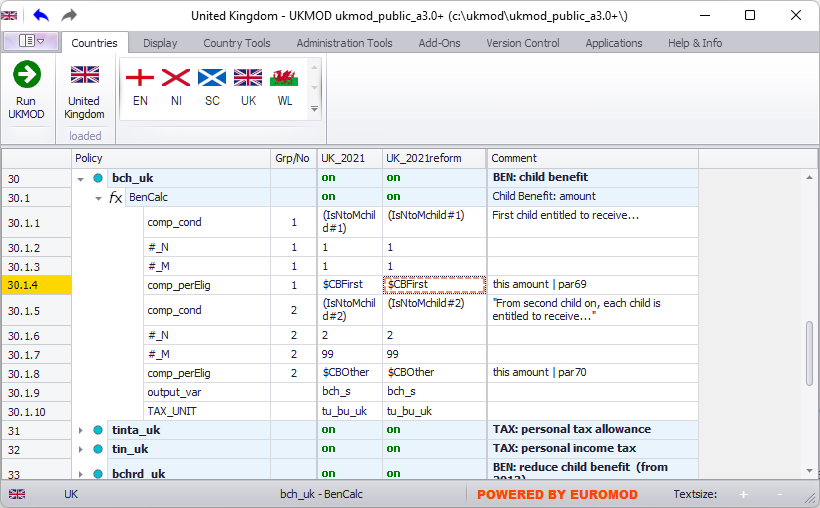 United Kingdom - UKMOD ukmod_public_a3.0+ (c:\ukmod\ukmod_public_a3.0+\)
Countries Display Country Tools Administration Tools Add-Ons Version Control Applications Help & Info
Run
UKMOD
United
Kingdom
loaded
EN NI SC UK WL
Policy Grp/No UK_2021 UK_2021reform Comment
30 bch_uk on on BEN: child benefit
30.1 fx BenCalc on on Child Benefit: amount
30.1.1 comp_cond 1 (IsNtoMchil
d#1) (IsNtoMchild#1) First child entitled to receive...
30.1.2 #_N 1 1 1
30.1.3 #_M 1 1 1
30.1.4 comp_perElig 1 $CBFirst $CBFirst this amount | par69
30.1.5 comp_cond 2 (IsNtoMchil
d#2) (IsNtoMchild#2) "From second child on, each child is
entitled to receive..."
30.1.6 #_N 2 2 2
30.1.7 #_M 2 99 99
30.1.8 comp_perElig 2 $CBOther $CBOther this amount | par70
30.1.9 output_var bch_s bch_s
30.1.10 TAX_UNIT tu_bu_uk tu_bu_uk
31 tinta_uk on on TAX: personal tax allowance
32 tin_uk on on TAX: personal income tax
33 bchrd_uk on on BEN: reduce child benefit (from
2013)
UK bch_uk - BenCalc POWERED BY EUROMOD Textsize: + -